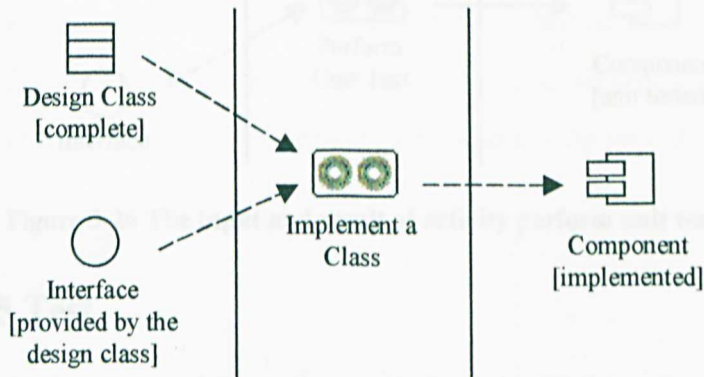 Design Class
[complete]
Interface
[provided by the
design class]
Implement a
Class
Component
[implemented]